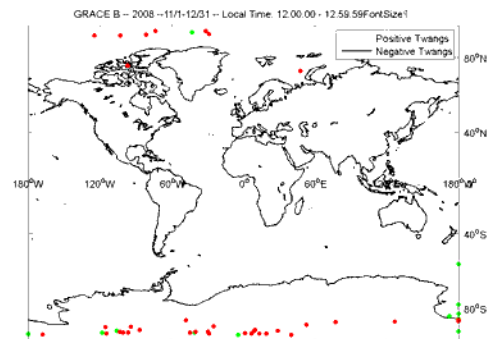 GRACE B -- 2008 --11/1-12/31 -- Local Time: 12:00:00 - 12:59:59FontSize
Positive Twangs
Negative Twangs
80°N
40°N
180°W 120°W 60°W 0°E 60°E 180°W
40°S
80°S